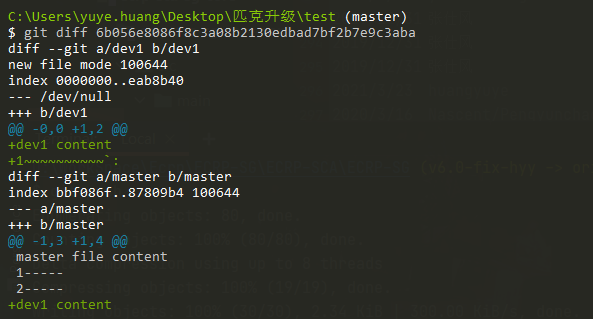 C:\Users\yuye.huang\Desktop\匹克升级\test (master)
$ git diff 6b056e8086f8c3a08b2130edbad7bf2b7e9c3aba
diff --git a/dev1 b/dev1
new file mode 100644
index 0000000..eab8b40
--- /dev/null
+++ b/dev1
@@ -0,0 +1,2 @@
+dev1 content
+1~~~~~~~~~~`:
diff --git a/master b/master
index bbf086f..87809b4 100644
--- a/master
+++ b/master
@@ -1,3 +1,4 @@
 master file content
 1-----
 2-----
+dev1 content